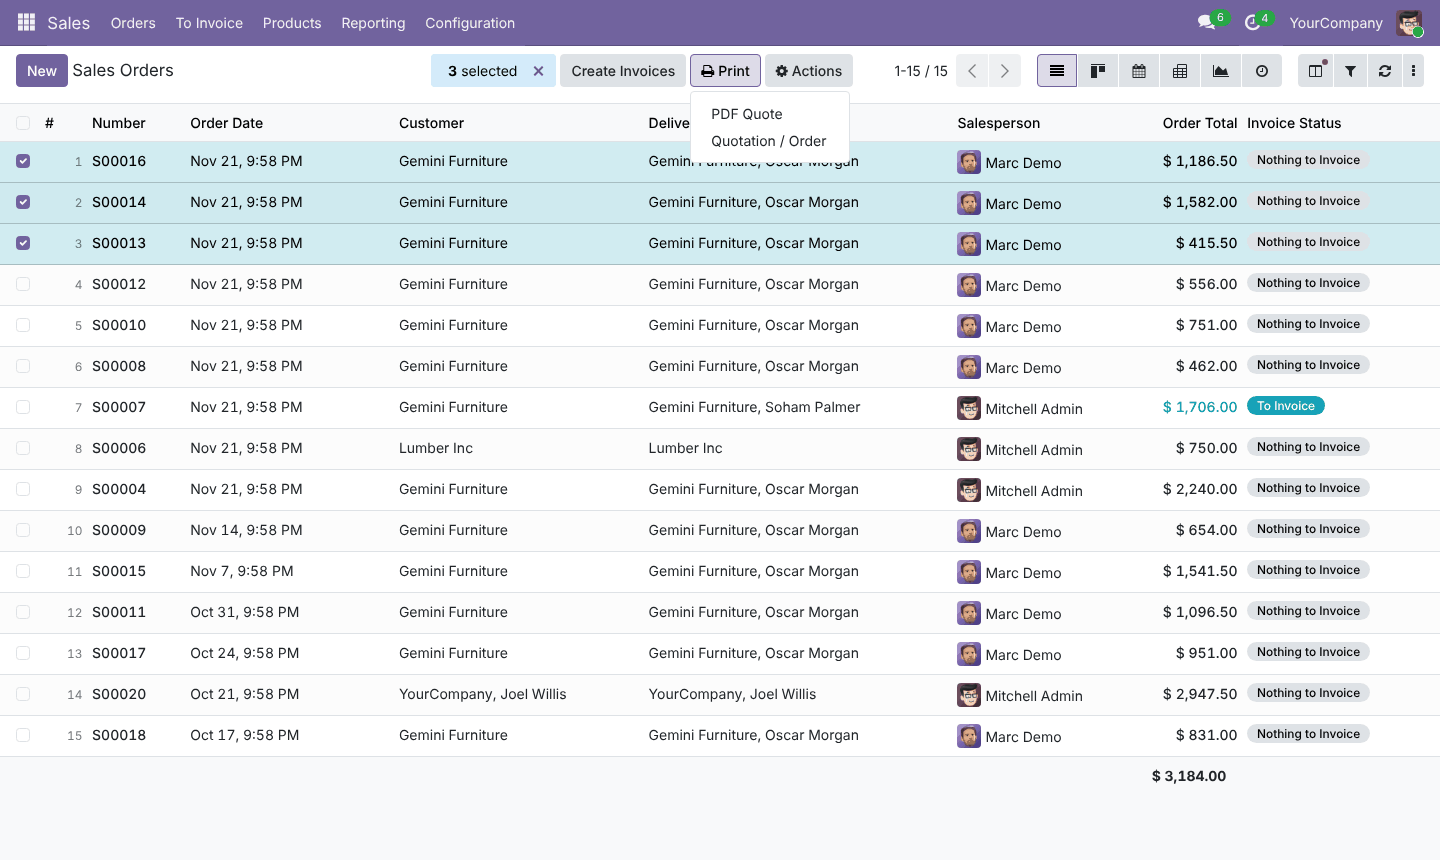 Sales Orders To Invoice Products Reporting Configuration 6 4 YourCompany
New Sales Orders 3 selected Create Invoices Print Actions 1-15 / 15
PDF Quote
Quotation / Order
# Number Order Date Customer Delive Salesperson Order Total Invoice Status
1 S00016 Nov 21, 9:58 PM Gemini Furniture Gemini Furniture, Oscar Morgan Marc Demo $ 1,186.50 Nothing to Invoice
2 S00014 Nov 21, 9:58 PM Gemini Furniture Gemini Furniture, Oscar Morgan Marc Demo $ 1,582.00 Nothing to Invoice
3 S00013 Nov 21, 9:58 PM Gemini Furniture Gemini Furniture, Oscar Morgan Marc Demo $ 415.50 Nothing to Invoice
4 S00012 Nov 21, 9:58 PM Gemini Furniture Gemini Furniture, Oscar Morgan Marc Demo $ 556.00 Nothing to Invoice
5 S00010 Nov 21, 9:58 PM Gemini Furniture Gemini Furniture, Oscar Morgan Marc Demo $ 751.00 Nothing to Invoice
6 S00008 Nov 21, 9:58 PM Gemini Furniture Gemini Furniture, Oscar Morgan Marc Demo $ 462.00 Nothing to Invoice
7 S00007 Nov 21, 9:58 PM Gemini Furniture Gemini Furniture, Soham Palmer Mitchell Admin $ 1,706.00 To Invoice
8 S00006 Nov 21, 9:58 PM Lumber Inc Lumber Inc Mitchell Admin $ 750.00 Nothing to Invoice
9 S00004 Nov 21, 9:58 PM Gemini Furniture Gemini Furniture, Oscar Morgan Mitchell Admin $ 2,240.00 Nothing to Invoice
10 S00009 Nov 14, 9:58 PM Gemini Furniture Gemini Furniture, Oscar Morgan Marc Demo $ 654.00 Nothing to Invoice
11 S00015 Nov 7, 9:58 PM Gemini Furniture Gemini Furniture, Oscar Morgan Marc Demo $ 1,541.50 Nothing to Invoice
12 S00011 Oct 31, 9:58 PM Gemini Furniture Gemini Furniture, Oscar Morgan Marc Demo $ 1,096.50 Nothing to Invoice
13 S00017 Oct 24, 9:58 PM Gemini Furniture Gemini Furniture, Oscar Morgan Marc Demo $ 951.00 Nothing to Invoice
14 S00020 Oct 21, 9:58 PM YourCompany, Joel Willis YourCompany, Joel Willis Mitchell Admin $ 2,947.50 Nothing to Invoice
15 S00018 Oct 17, 9:58 PM Gemini Furniture Gemini Furniture, Oscar Morgan Marc Demo $ 831.00 Nothing to Invoice
$ 3,184.00